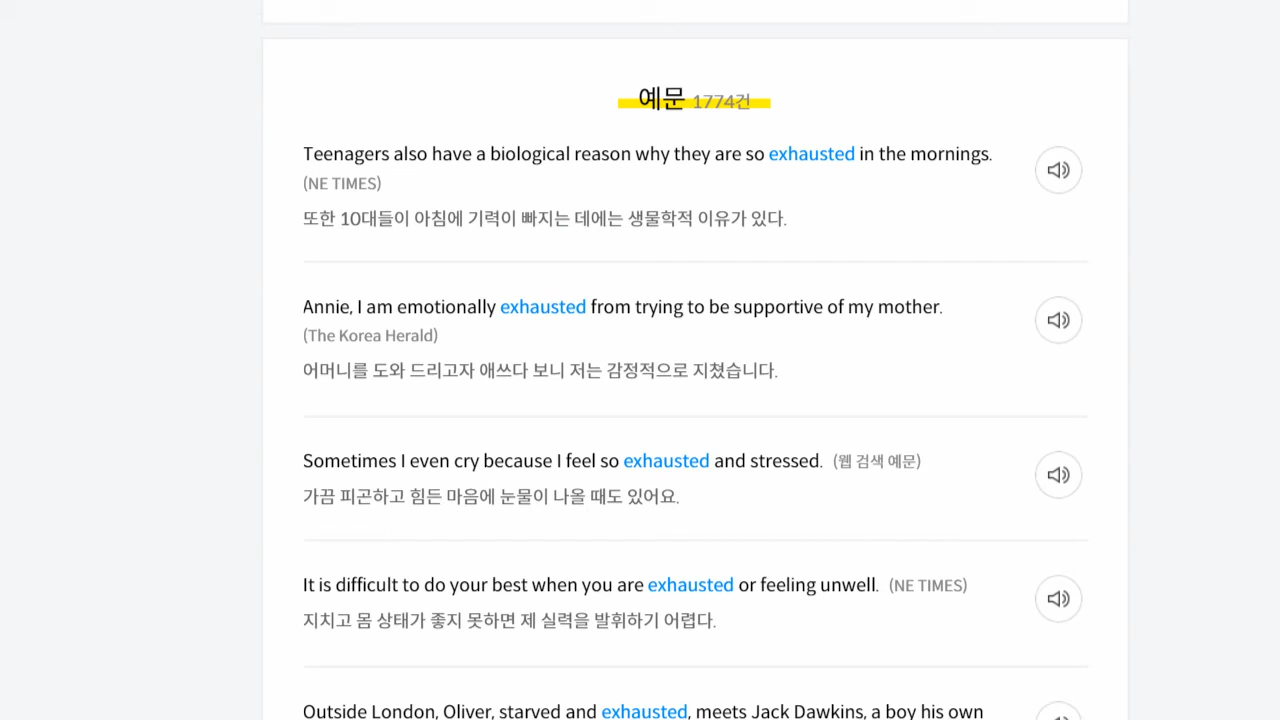 예문 1774건
Teenagers also have a biological reason why they are so exhausted in the mornings.
(NE TIMES)
또한 10대들이 아침에 기력이 빠지는 데에는 생물학적 이유가 있다.
Annie, I am emotionally exhausted from trying to be supportive of my mother.
(The Korea Herald)
어머니를 도와 드리고자 애쓰다 보니 저는 감정적으로 지쳤습니다.
Sometimes I even cry because I feel so exhausted and stressed. (웹 검색 예문)
가끔 피곤하고 힘든 마음에 눈물이 나올 때도 있어요.
It is difficult to do your best when you are exhausted or feeling unwell. (NE TIMES)
지치고 몸 상태가 좋지 못하면 제 실력을 발휘하기 어렵다.
Outside London, Oliver, starved and exhausted, meets Jack Dawkins, a boy his own